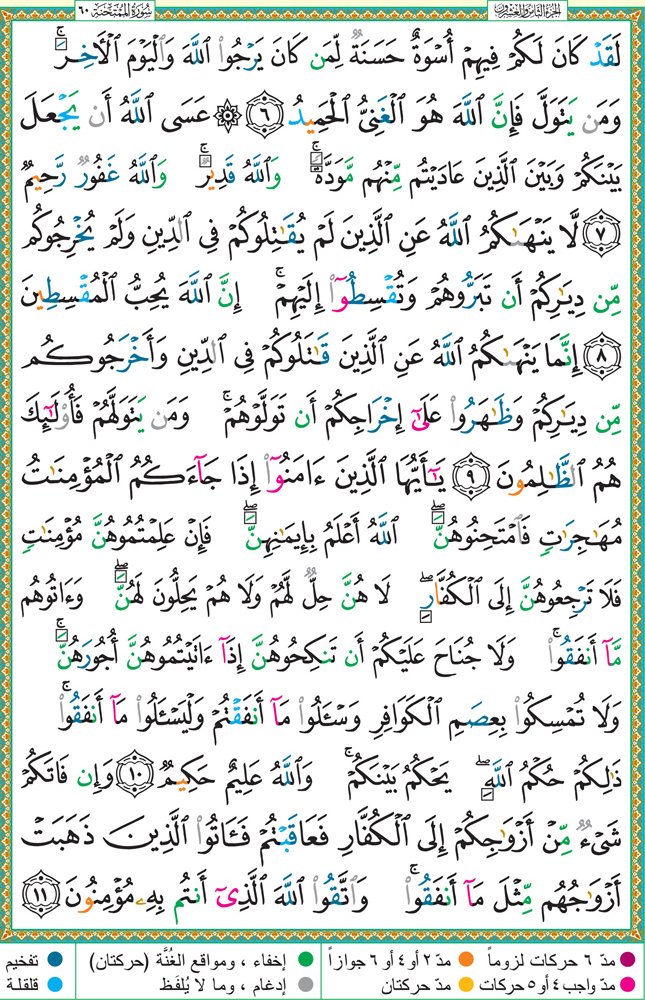 الجزء الثامن والعشرون
سورة الممتحنة ٦٠
لَقَدْ كَانَ لَكُمْ فِيهِمْ أُسْوَةٌ حَسَنَةٌ لِّمَن كَانَ يَرْجُوا۟ ٱللَّهَ وَٱلْيَوْمَ ٱلْـَٔاخِرَ ۚ
وَمَن يَتَوَلَّ فَإِنَّ ٱللَّهَ هُوَ ٱلْغَنِىُّ ٱلْحَمِيدُ ٦ ۞ عَسَى ٱللَّهُ أَن يَجْعَلَ
بَيْنَكُمْ وَبَيْنَ ٱلَّذِينَ عَادَيْتُم مِّنْهُم مَّوَدَّةً ۚ وَٱللَّهُ قَدِيرٌ ۚ وَٱللَّهُ غَفُورٌ رَّحِيمٌ
٧ لَّا يَنْهَىٰكُمُ ٱللَّهُ عَنِ ٱلَّذِينَ لَمْ يُقَـٰتِلُوكُمْ فِى ٱلدِّينِ وَلَمْ يُخْرِجُوكُم
مِّن دِيَـٰرِكُمْ أَن تَبَرُّوهُمْ وَتُقْسِطُوٓا۟ إِلَيْهِمْ ۚ إِنَّ ٱللَّهَ يُحِبُّ ٱلْمُقْسِطِينَ
٨ إِنَّمَا يَنْهَىٰكُمُ ٱللَّهُ عَنِ ٱلَّذِينَ قَـٰتَلُوكُمْ فِى ٱلدِّينِ وَأَخْرَجُوكُم
مِّن دِيَـٰرِكُمْ وَظَـٰهَرُوا۟ عَلَىٰٓ إِخْرَاجِكُمْ أَن تَوَلَّوْهُمْ ۚ وَمَن يَتَوَلَّهُمْ فَأُو۟لَـٰٓئِكَ
هُمُ ٱلظَّـٰلِمُونَ ٩ يَـٰٓأَيُّهَا ٱلَّذِينَ ءَامَنُوٓا۟ إِذَا جَآءَكُمُ ٱلْمُؤْمِنَـٰتُ
مُهَـٰجِرَٰتٍ فَٱمْتَحِنُوهُنَّ ۖ ٱللَّهُ أَعْلَمُ بِإِيمَـٰنِهِنَّ ۖ فَإِنْ عَلِمْتُمُوهُنَّ مُؤْمِنَـٰتٍ
فَلَا تَرْجِعُوهُنَّ إِلَى ٱلْكُفَّارِ ۖ لَا هُنَّ حِلٌّ لَّهُمْ وَلَا هُمْ يَحِلُّونَ لَهُنَّ ۖ وَءَاتُوهُم
مَّآ أَنفَقُوا۟ ۚ وَلَا جُنَاحَ عَلَيْكُمْ أَن تَنكِحُوهُنَّ إِذَآ ءَاتَيْتُمُوهُنَّ أُجُورَهُنَّ ۚ
وَلَا تُمْسِكُوا۟ بِعِصَمِ ٱلْكَوَافِرِ وَسْـَٔلُوا۟ مَآ أَنفَقْتُمْ وَلْيَسْـَٔلُوا۟ مَآ أَنفَقُوا۟ ۚ
ذَٰلِكُمْ حُكْمُ ٱللَّهِ ۖ يَحْكُمُ بَيْنَكُمْ ۚ وَٱللَّهُ عَلِيمٌ حَكِيمٌ ١٠ وَإِن فَاتَكُمْ
شَىْءٌ مِّنْ أَزْوَٰجِكُمْ إِلَى ٱلْكُفَّارِ فَعَاقَبْتُمْ فَـَٔاتُوا۟ ٱلَّذِينَ ذَهَبَتْ
أَزْوَٰجُهُم مِّثْلَ مَآ أَنفَقُوا۟ ۚ وَٱتَّقُوا۟ ٱللَّهَ ٱلَّذِىٓ أَنتُم بِهِۦ مُؤْمِنُونَ ١١
مدّ ٦ حركات لزوماً مدّ ٢ أو ٤ أو ٦ جوازاً إخفاء ، ومواقع الغُنَّة (حركتان) تفخيم
مدّ واجب ٤ أو ٥ حركات مدّ حركتان إدغام ، وما لا يُلفَظ قلقلة